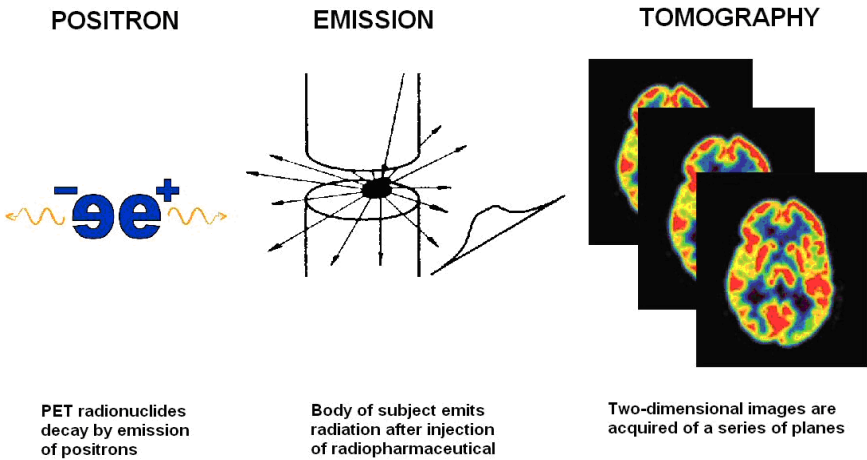 POSITRON
EMISSION
TOMOGRAPHY
-ee+
PET radionuclides
decay by emission
of positrons
Body of subject emits
radiation after injection
of radiopharmaceutical
Two-dimensional images are
acquired of a series of planes